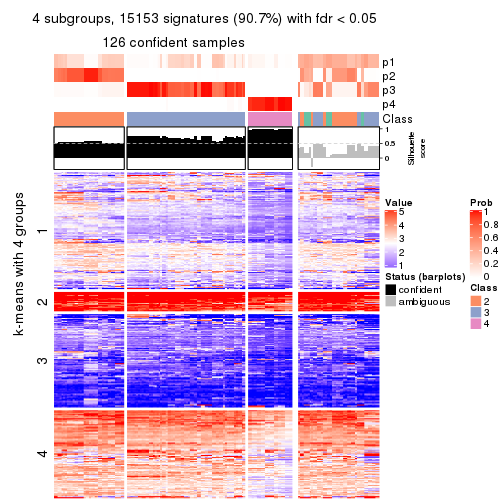 4 subgroups, 15153 signatures (90.7%) with fdr < 0.05
126 confident samples
p1
p2
p3
p4
Class
1
0.5
0
Silhouette
score
k-means with 4 groups
1
2
3
4
Value
5
4
3
2
1
Status (barplots)
confident
ambiguous
Prob
1
0.8
0.6
0.4
0.2
0
Class
2
3
4